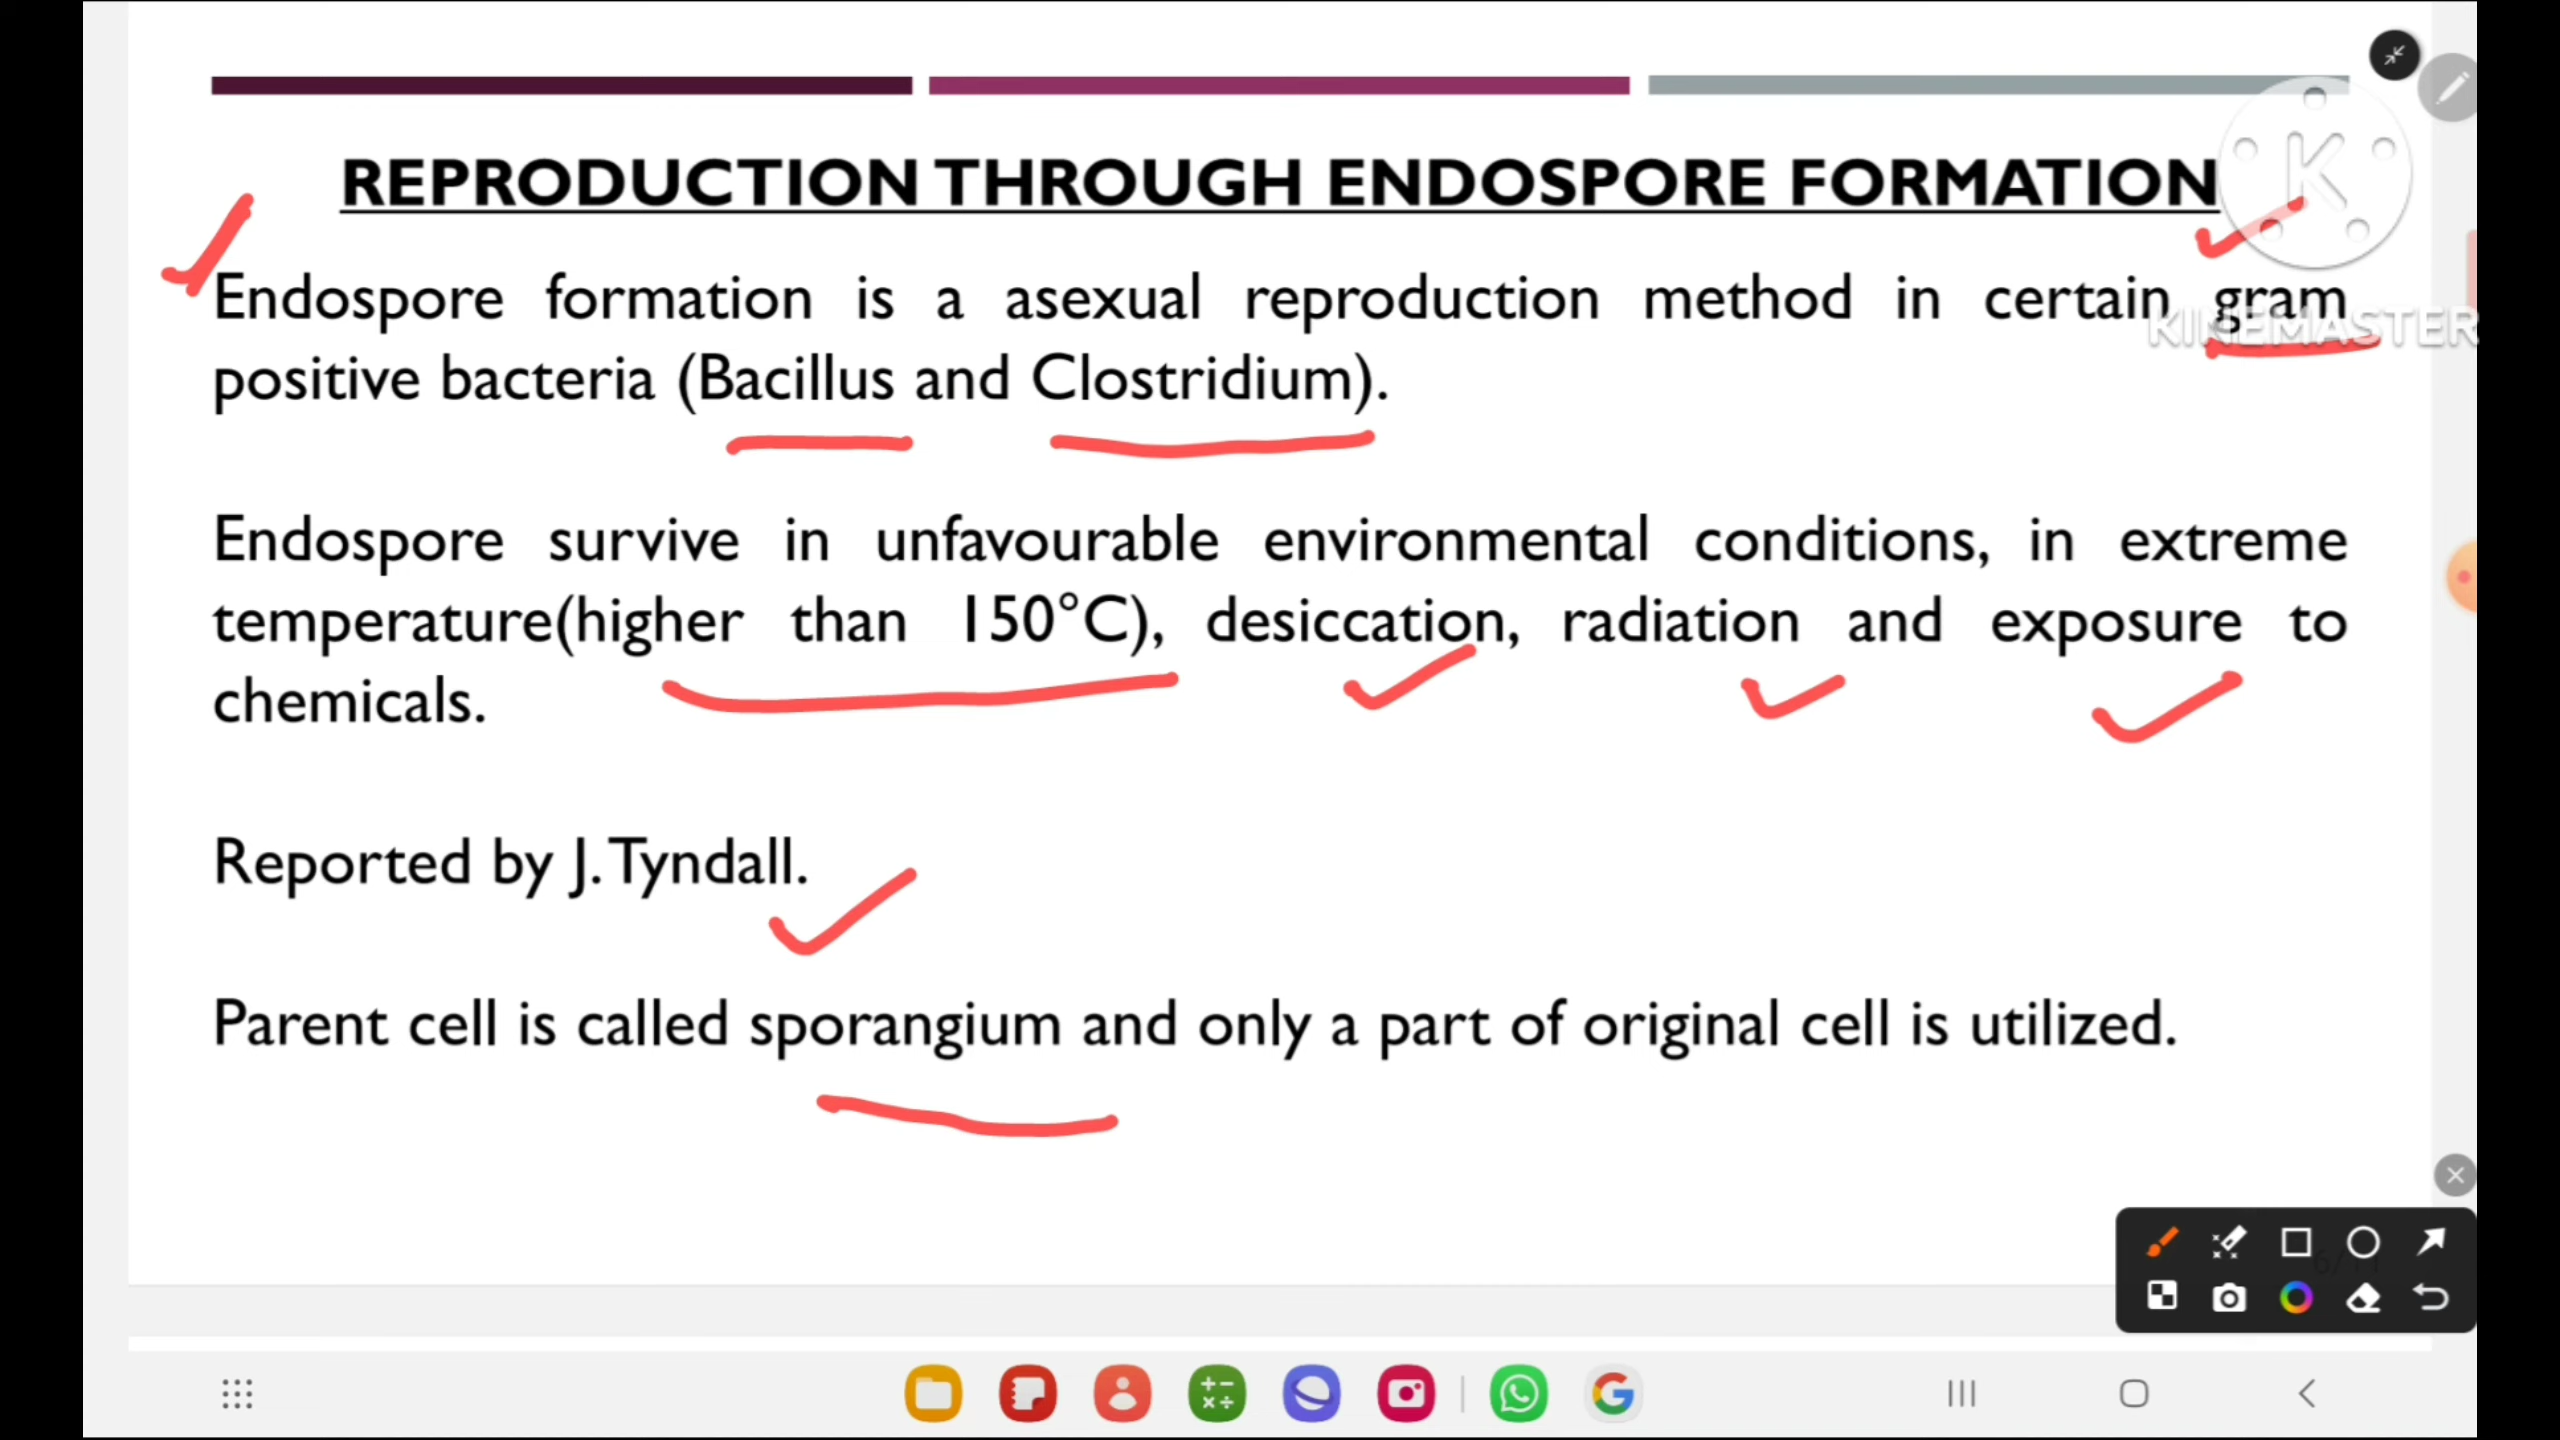 REPRODUCTION THROUGH ENDOSPORE FORMATION
K
Endospore formation is a asexual reproduction method in certain gram
KINEMASTER
positive bacteria (Bacillus and Clostridium).
Endospore survive in unfavourable environmental conditions, in extreme
temperature(higher than 150°C), desiccation, radiation and exposure to
chemicals.
Reported by J. Tyndall.
Parent cell is called sporangium and only a part of original cell is utilized.